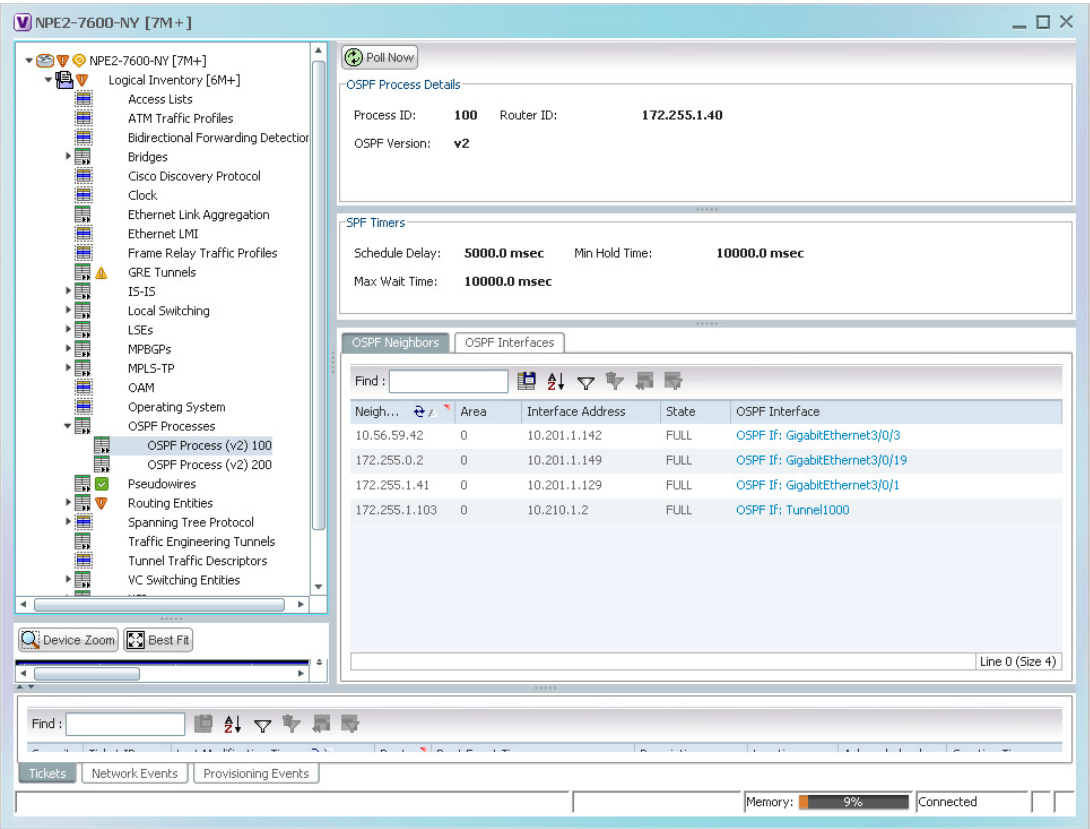 NPE2-7600-NY [7M+]
NPE2-7600-NY [7M+]
Logical Inventory [6M+]
Access Lists
ATM Traffic Profiles
Bidirectional Forwarding Detection
Bridges
Cisco Discovery Protocol
Clock
Ethernet Link Aggregation
Ethernet LMI
Frame Relay Traffic Profiles
GRE Tunnels
IS-IS
Local Switching
LSEs
MPBGPs
MPLS-TP
OAM
Operating System
OSPF Processes
OSPF Process (v2) 100
OSPF Process (v2) 200
Pseudowires
Routing Entities
Spanning Tree Protocol
Traffic Engineering Tunnels
Tunnel Traffic Descriptors
VC Switching Entities
Device Zoom Best Fit
Poll Now
OSPF Process Details
Process ID: 100 Router ID: 172.255.1.40
OSPF Version: v2
SPF Timers
Schedule Delay: 5000.0 msec Min Hold Time: 10000.0 msec
Max Wait Time: 10000.0 msec
OSPF Neighbors OSPF Interfaces
Find :
Neigh... Area Interface Address State OSPF Interface
10.56.59.42 0 10.201.1.142 FULL OSPF If: GigabitEthernet3/0/3
172.255.0.2 0 10.201.1.149 FULL OSPF If: GigabitEthernet3/0/19
172.255.1.41 0 10.201.1.129 FULL OSPF If: GigabitEthernet3/0/1
172.255.1.103 0 10.210.1.2 FULL OSPF If: Tunnel1000
Line 0 (Size 4)
Find :
Tickets Network Events Provisioning Events
Memory: 9% Connected